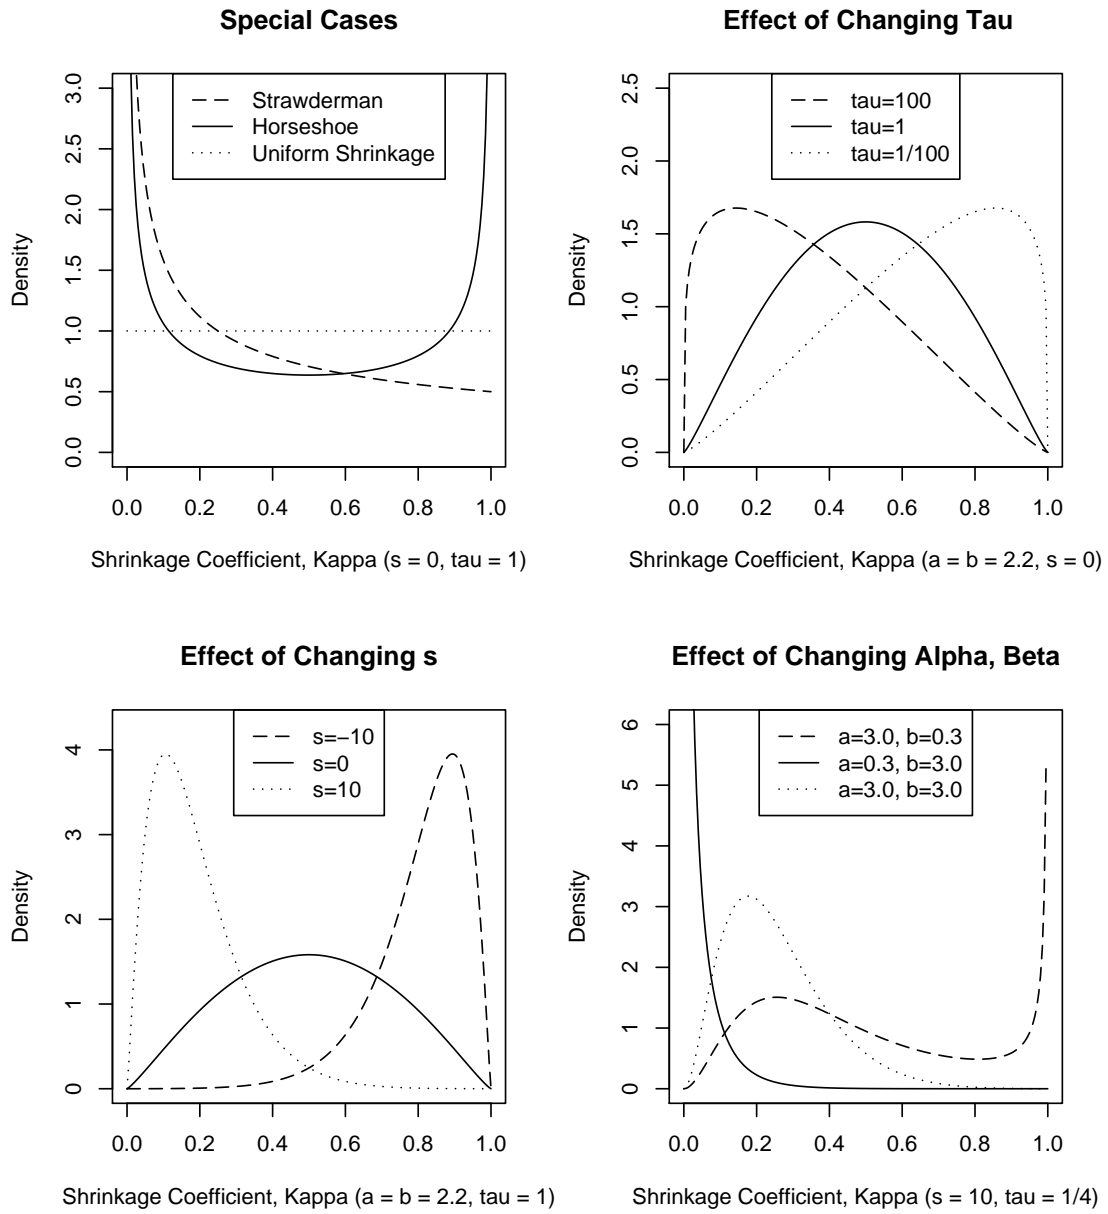 Special Cases
Strawderman
Horseshoe
Uniform Shrinkage
Density
0.0 0.5 1.0 1.5 2.0 2.5 3.0
0.0 0.2 0.4 0.6 0.8 1.0
Shrinkage Coefficient, Kappa (s = 0, tau = 1)
Effect of Changing Tau
tau=100
tau=1
tau=1/100
Density
0.0 0.5 1.0 1.5 2.0 2.5
0.0 0.2 0.4 0.6 0.8 1.0
Shrinkage Coefficient, Kappa (a = b = 2.2, s = 0)
Effect of Changing s
s=−10
s=0
s=10
Density
0 1 2 3 4
0.0 0.2 0.4 0.6 0.8 1.0
Shrinkage Coefficient, Kappa (a = b = 2.2, tau = 1)
Effect of Changing Alpha, Beta
a=3.0, b=0.3
a=0.3, b=3.0
a=3.0, b=3.0
Density
0 1 2 3 4 5 6
0.0 0.2 0.4 0.6 0.8 1.0
Shrinkage Coefficient, Kappa (s = 10, tau = 1/4)